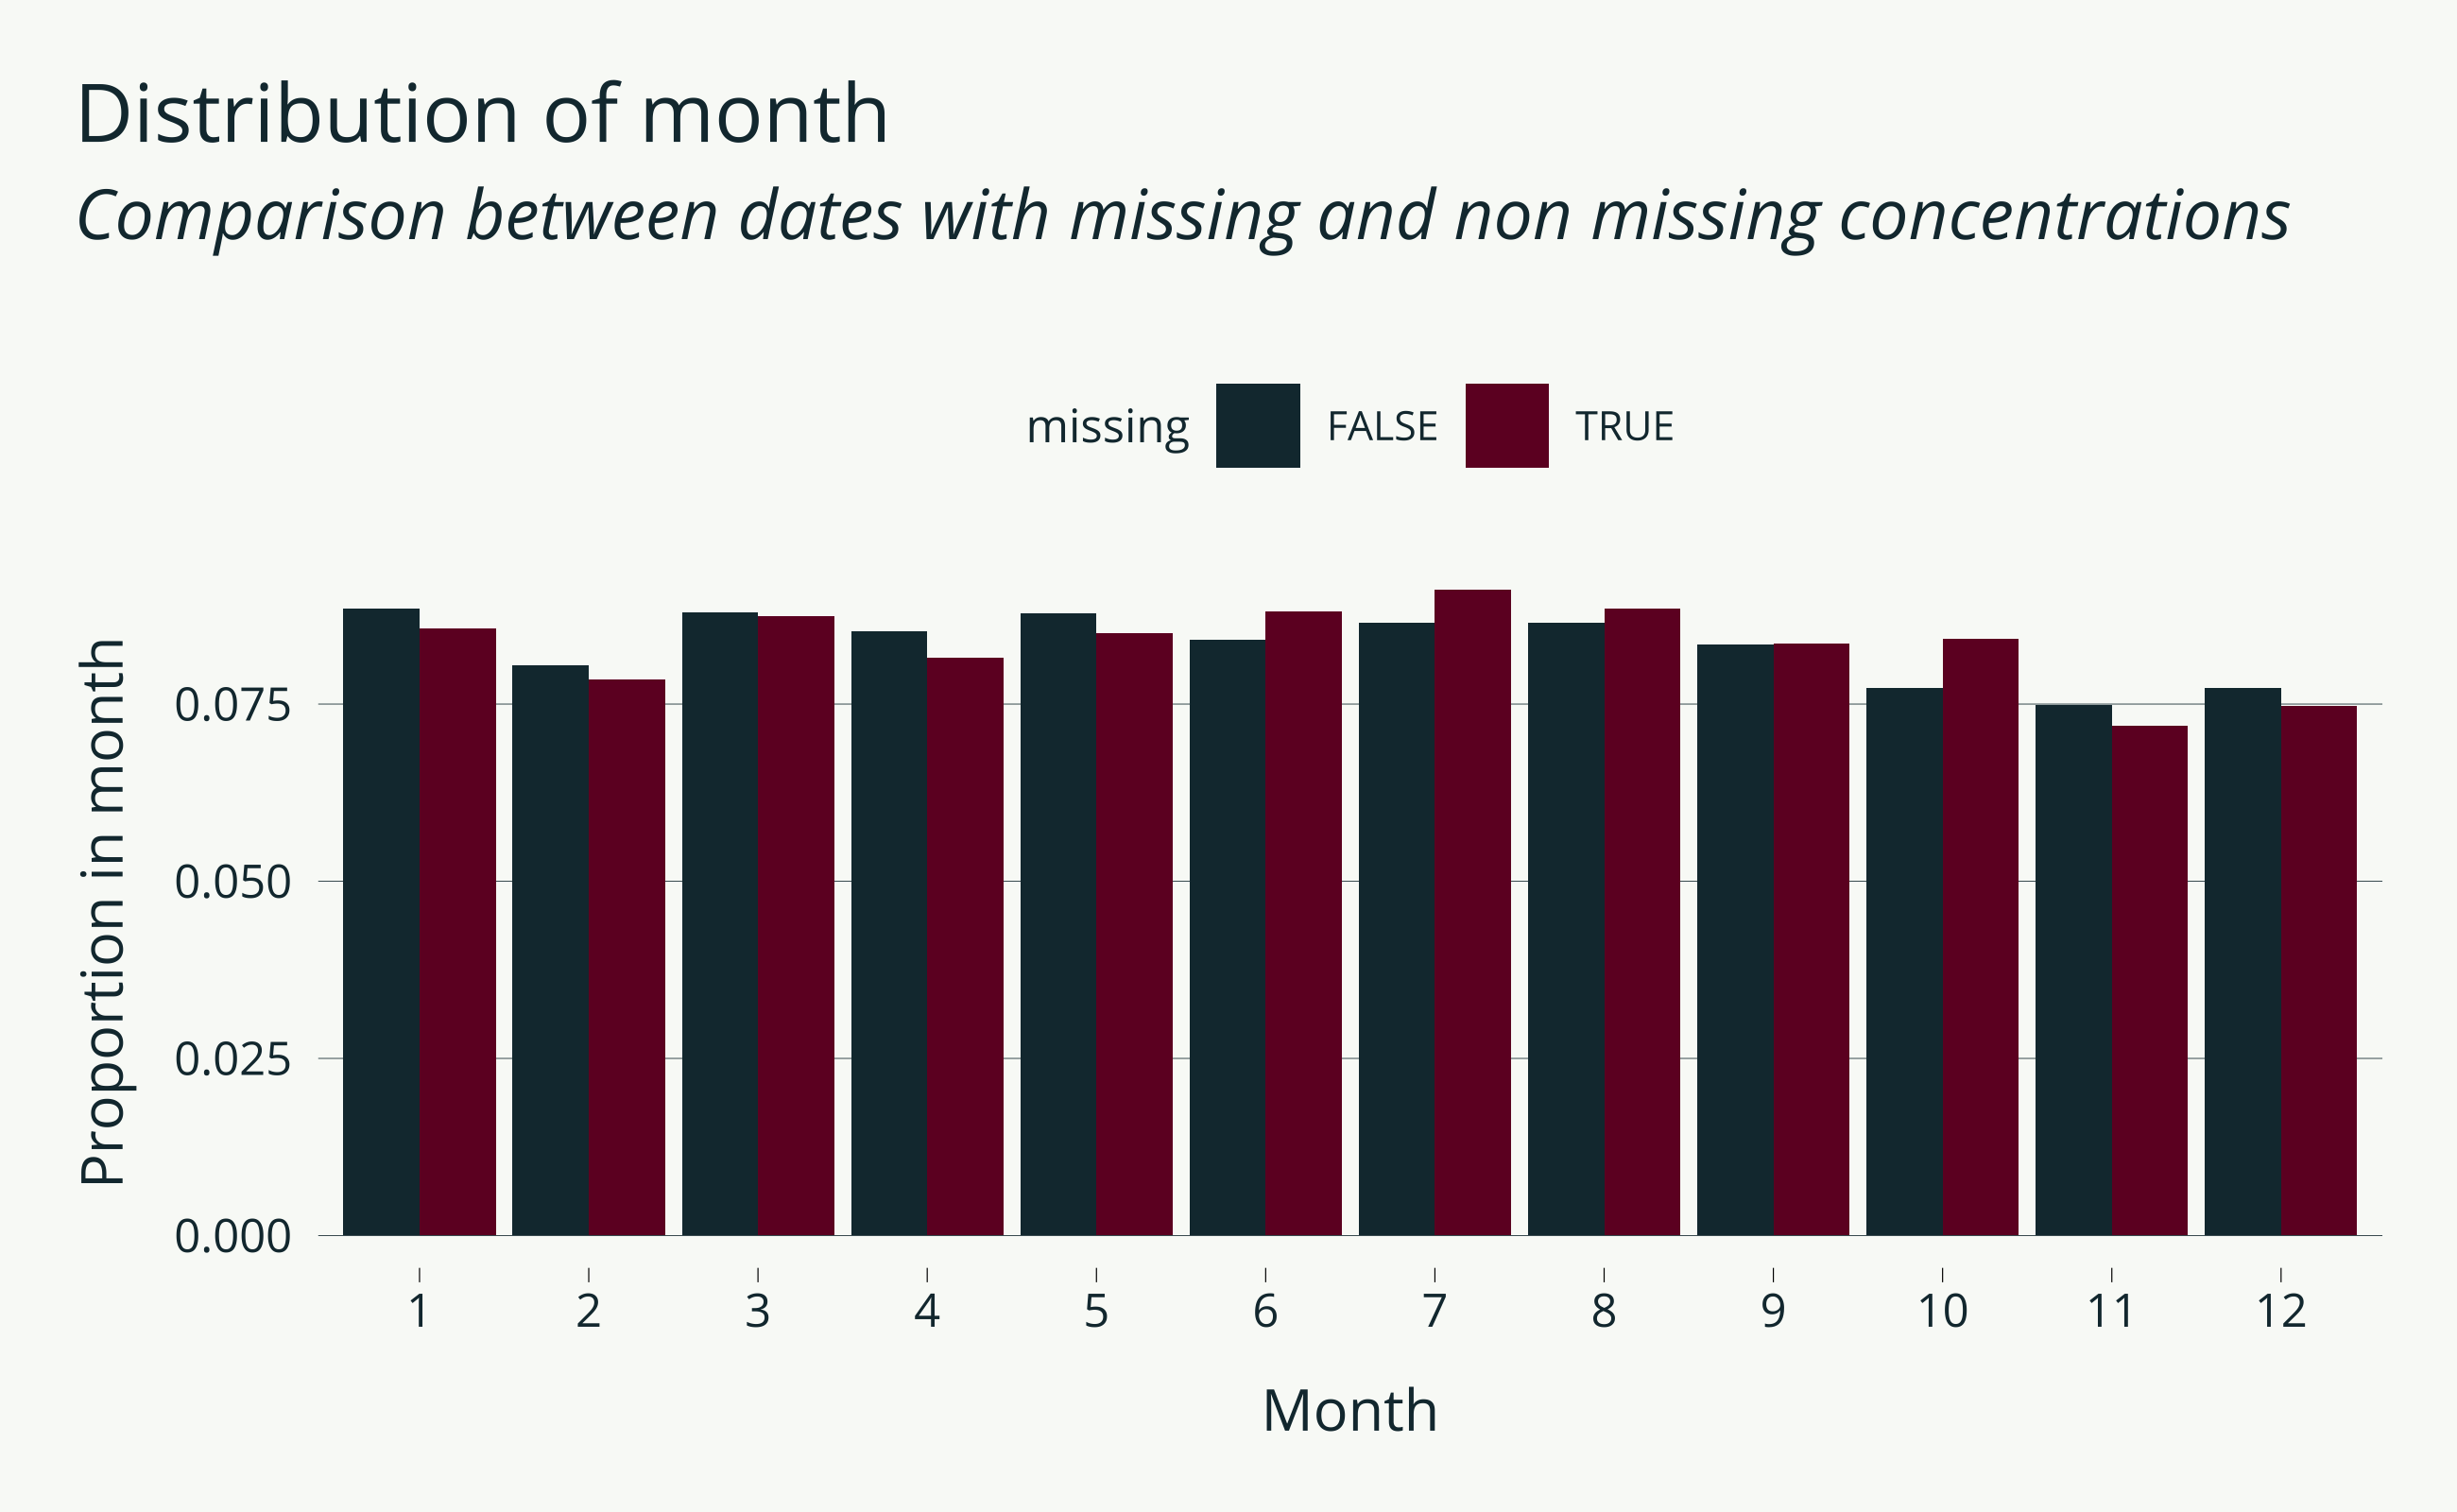 Distribution of month
Comparison between dates with missing and non missing concentrations
missing FALSE TRUE
Proportion in month
0.075
0.050
0.025
0.000
1 2 3 4 5 6 7 8 9 10 11 12
Month